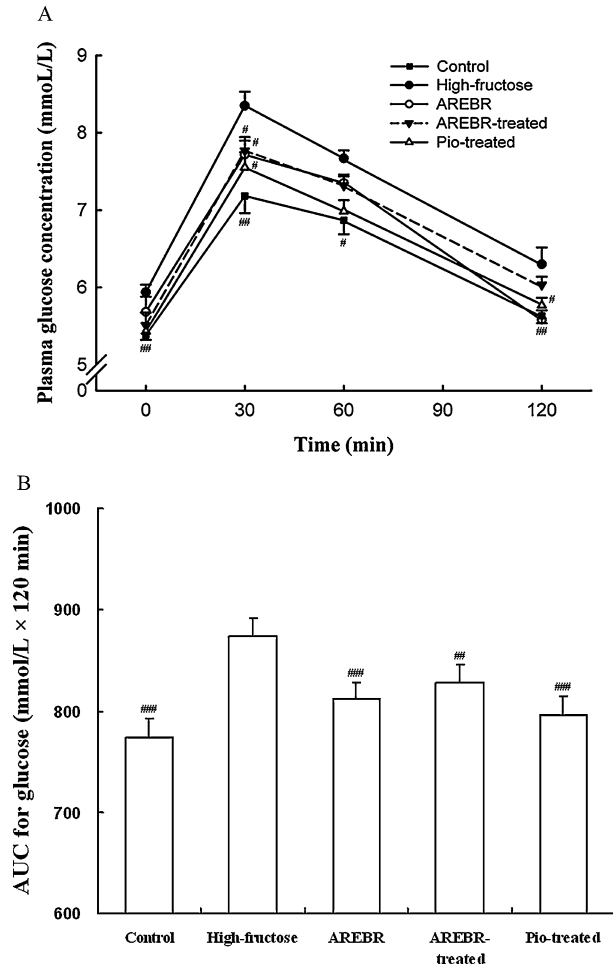 A
Plasma glucose concentration (mmoL/L)
9
8
7
6
5
0
Control
High-fructose
AREBR
AREBR-treated
Pio-treated
#
#
#
##
#
##
#
##
0 30 60 90 120
Time (min)
B
AUC for glucose (mmol/L × 120 min)
1000
900
800
700
600
###
###
##
###
Control High-fructose AREBR AREBR- Pio-treated
treated